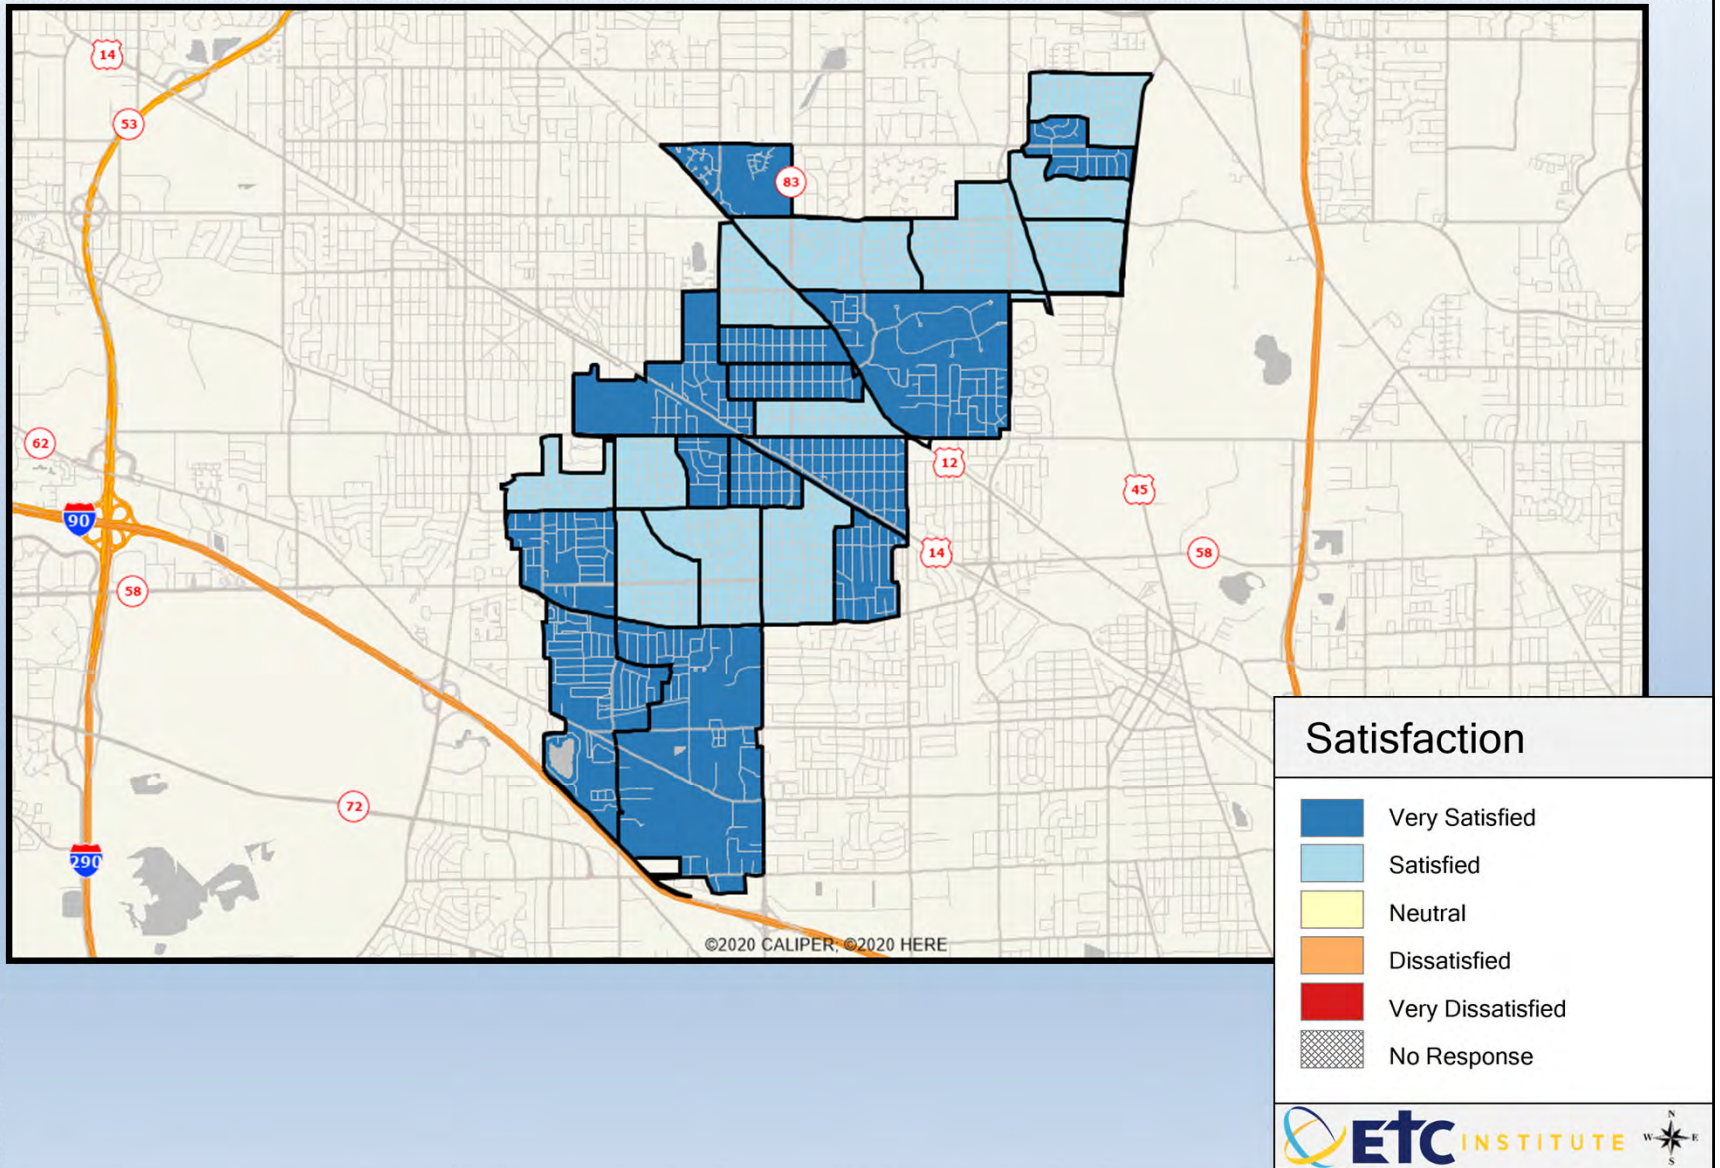 14
53
83
62
12
45
90
14
58
58
72
290
©2020 CALIPER; ©2020 HERE
Satisfaction
Very Satisfied
Satisfied
Neutral
Dissatisfied
Very Dissatisfied
No Response
ETC INSTITUTE
N
W E
S